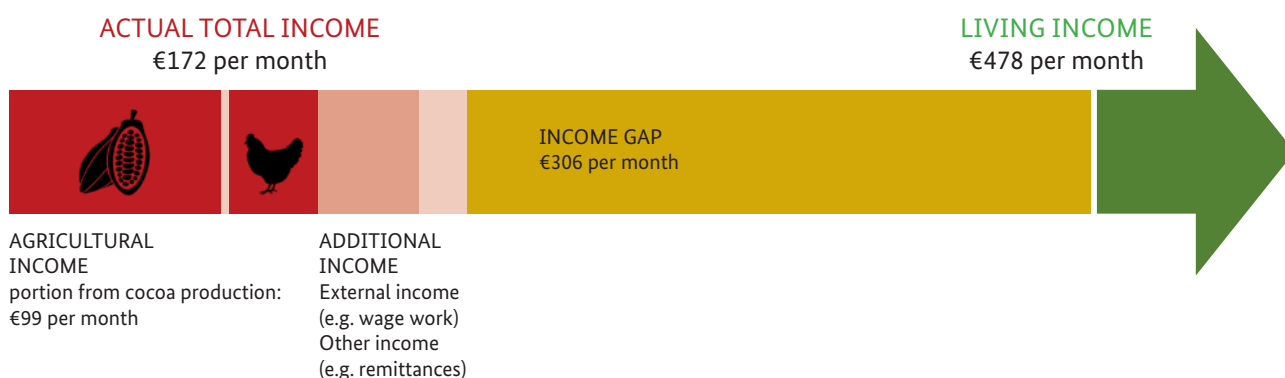 ACTUAL TOTAL INCOME
€172 per month
LIVING INCOME
€478 per month
INCOME GAP
€306 per month
AGRICULTURAL
INCOME
portion from cocoa production:
€99 per month
ADDITIONAL
INCOME
External income
(e.g. wage work)
Other income
(e.g. remittances)